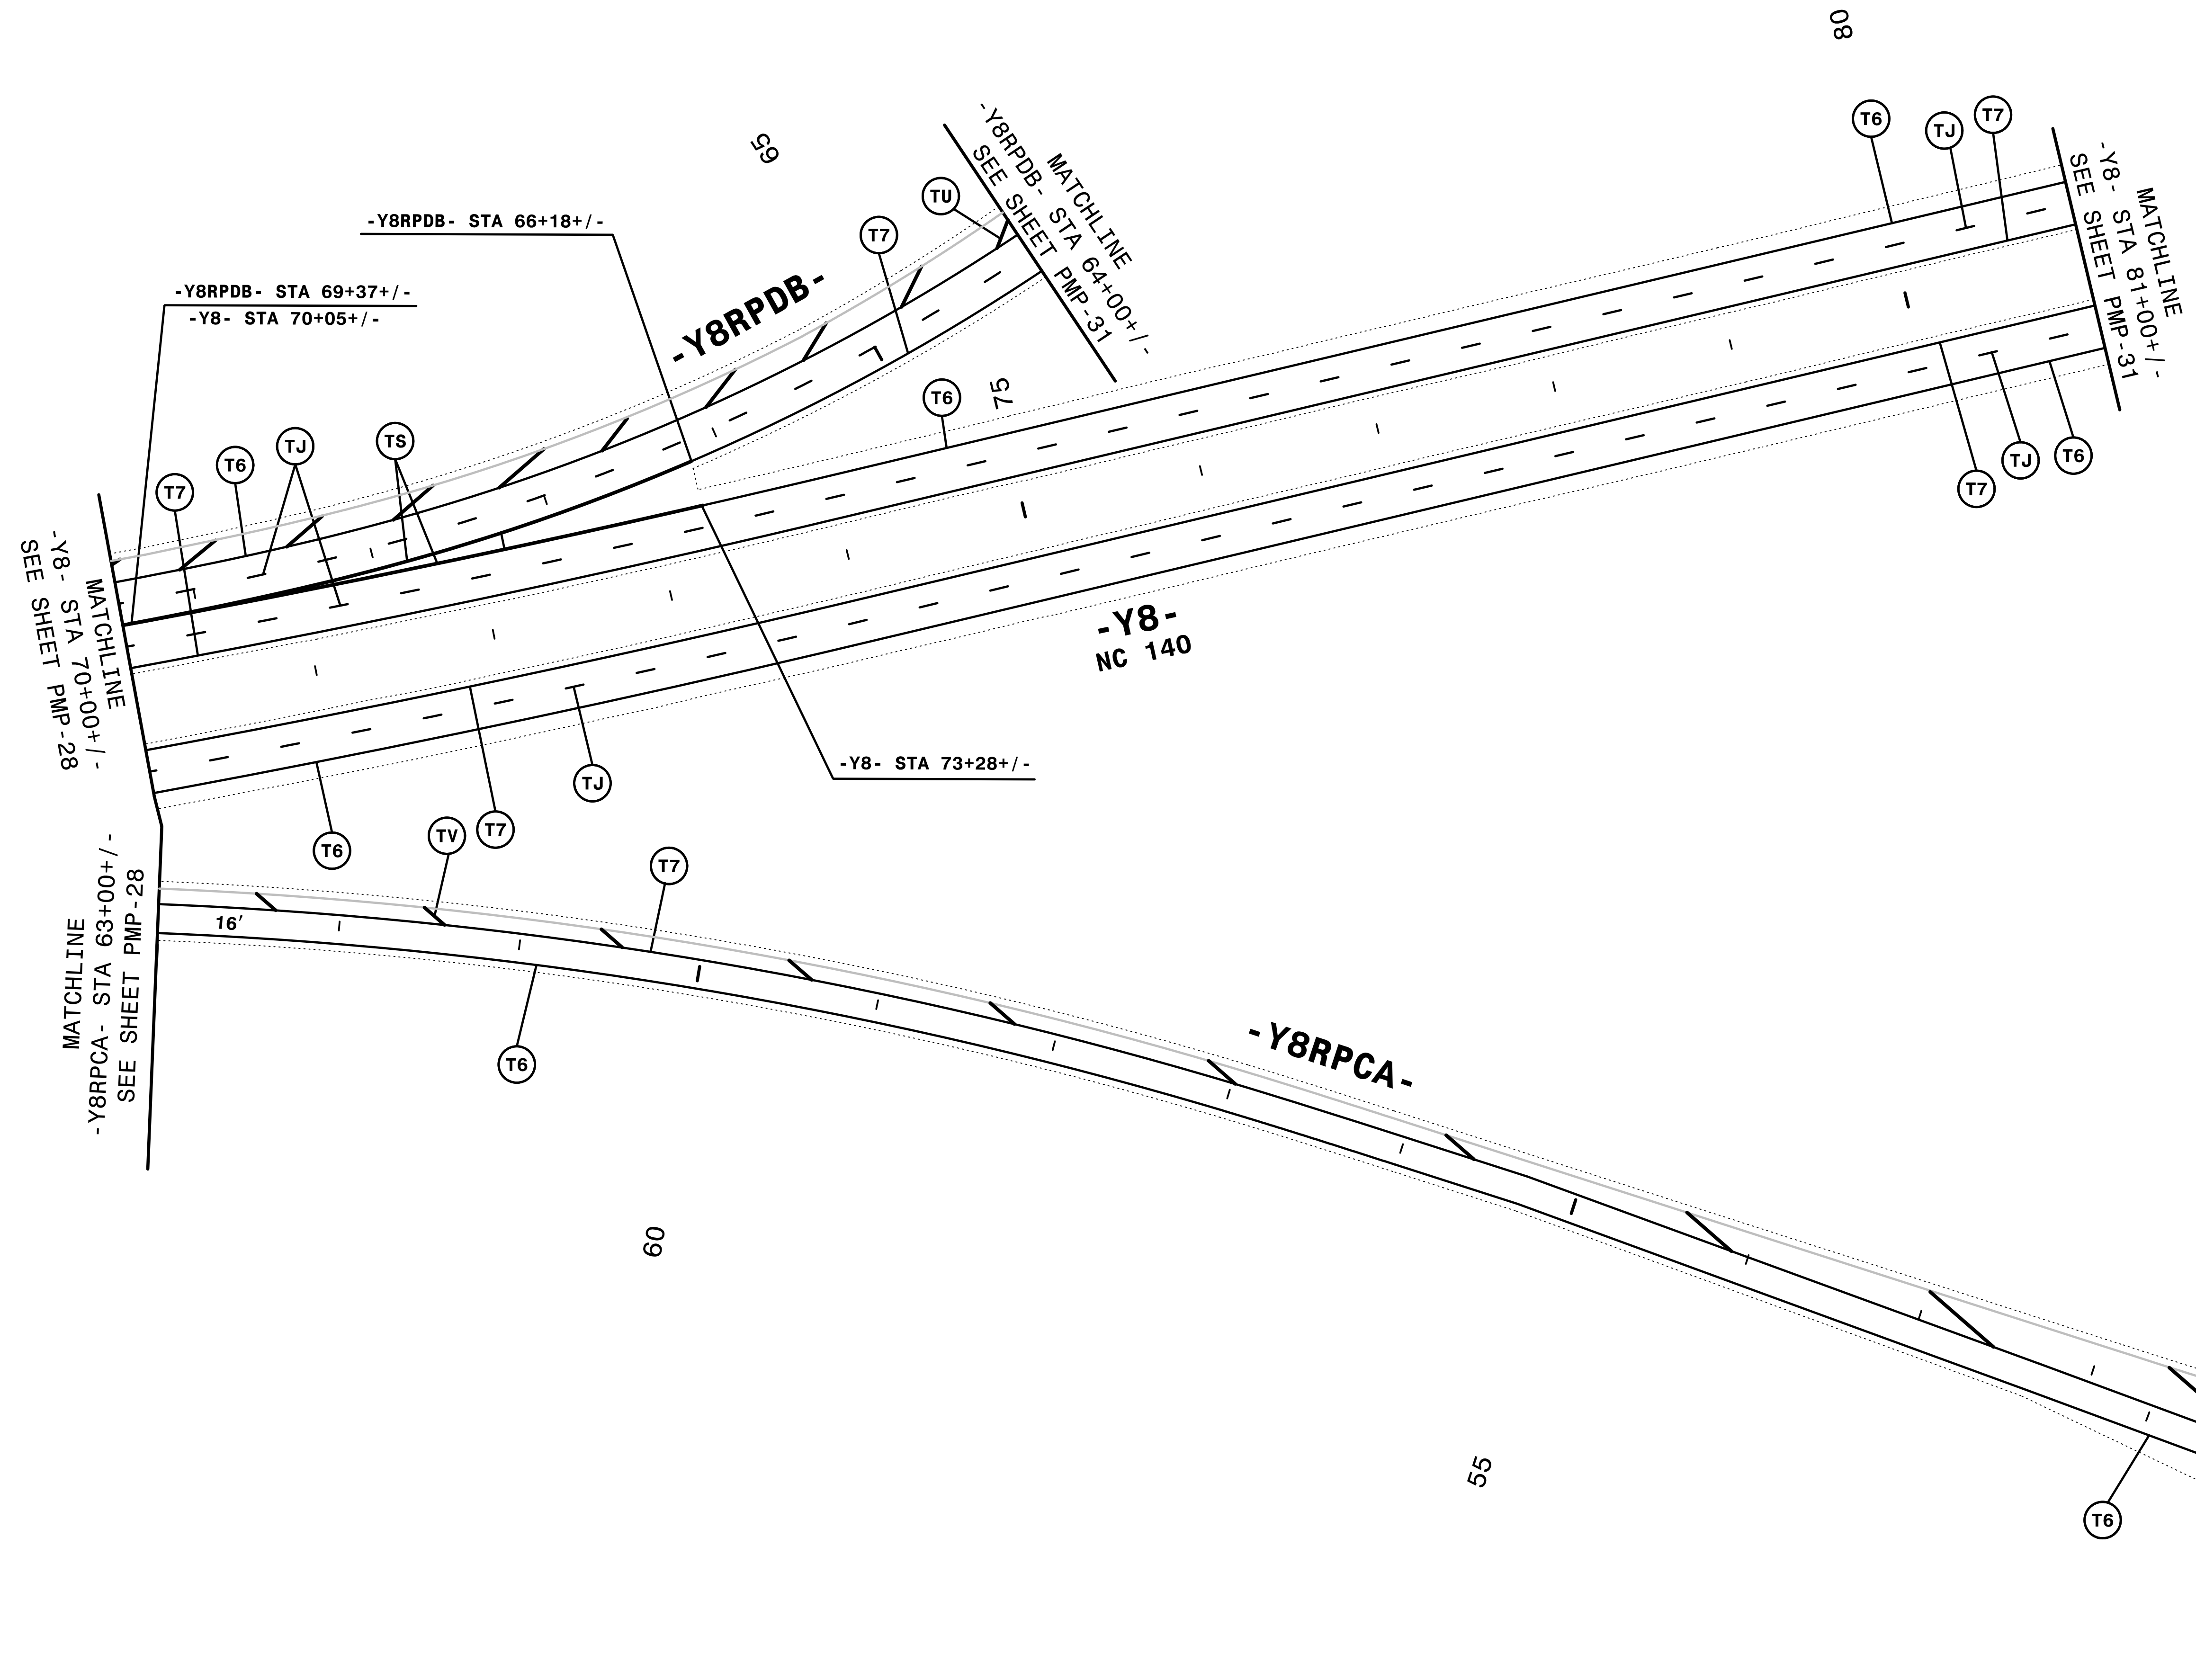 80
T6
TJ
T7
MATCHLINE
-Y8- STA 81+00+/-
SEE SHEET PMP-31
65
MATCHLINE
-Y8RPDB- STA 64+00+/-
SEE SHEET PMP-31
TU
T7
-Y8RPDB- STA 66+18+/-
-Y8RPDB-
-Y8RPDB- STA 69+37+/-
-Y8- STA 70+05+/-
T6
75
T7
T6
TJ
TS
T7
TJ
T6
MATCHLINE
-Y8- STA 70+00+/-
SEE SHEET PMP-28
-Y8-
NC 140
-Y8- STA 73+28+/-
TJ
T6
TV
T7
T7
MATCHLINE
-Y8RPCA- STA 63+00+/-
SEE SHEET PMP-28
16'
T6
-Y8RPCA-
60
55
T6